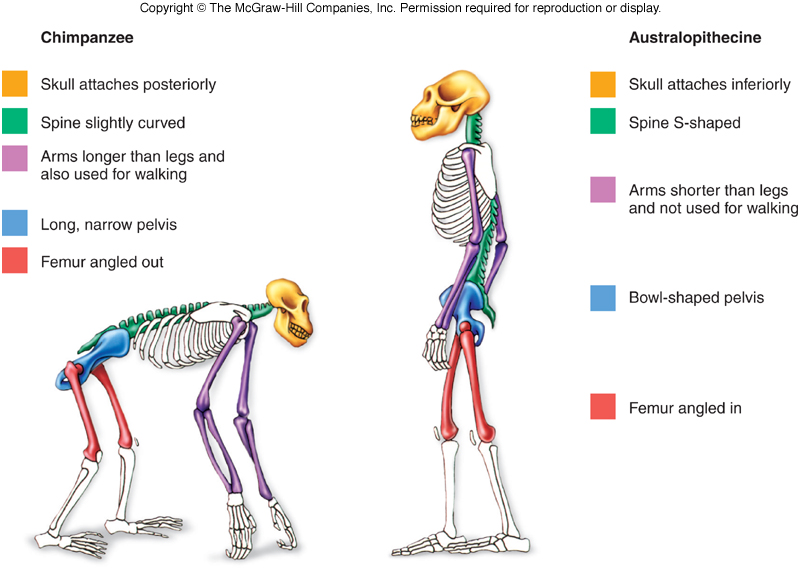 Copyright © The McGraw-Hill Companies, Inc. Permission required for reproduction or display.
Chimpanzee
Skull attaches posteriorly
Spine slightly curved
Arms longer than legs and
also used for walking
Long, narrow pelvis
Femur angled out
Australopithecine
Skull attaches inferiorly
Spine S-shaped
Arms shorter than legs
and not used for walking
Bowl-shaped pelvis
Femur angled in